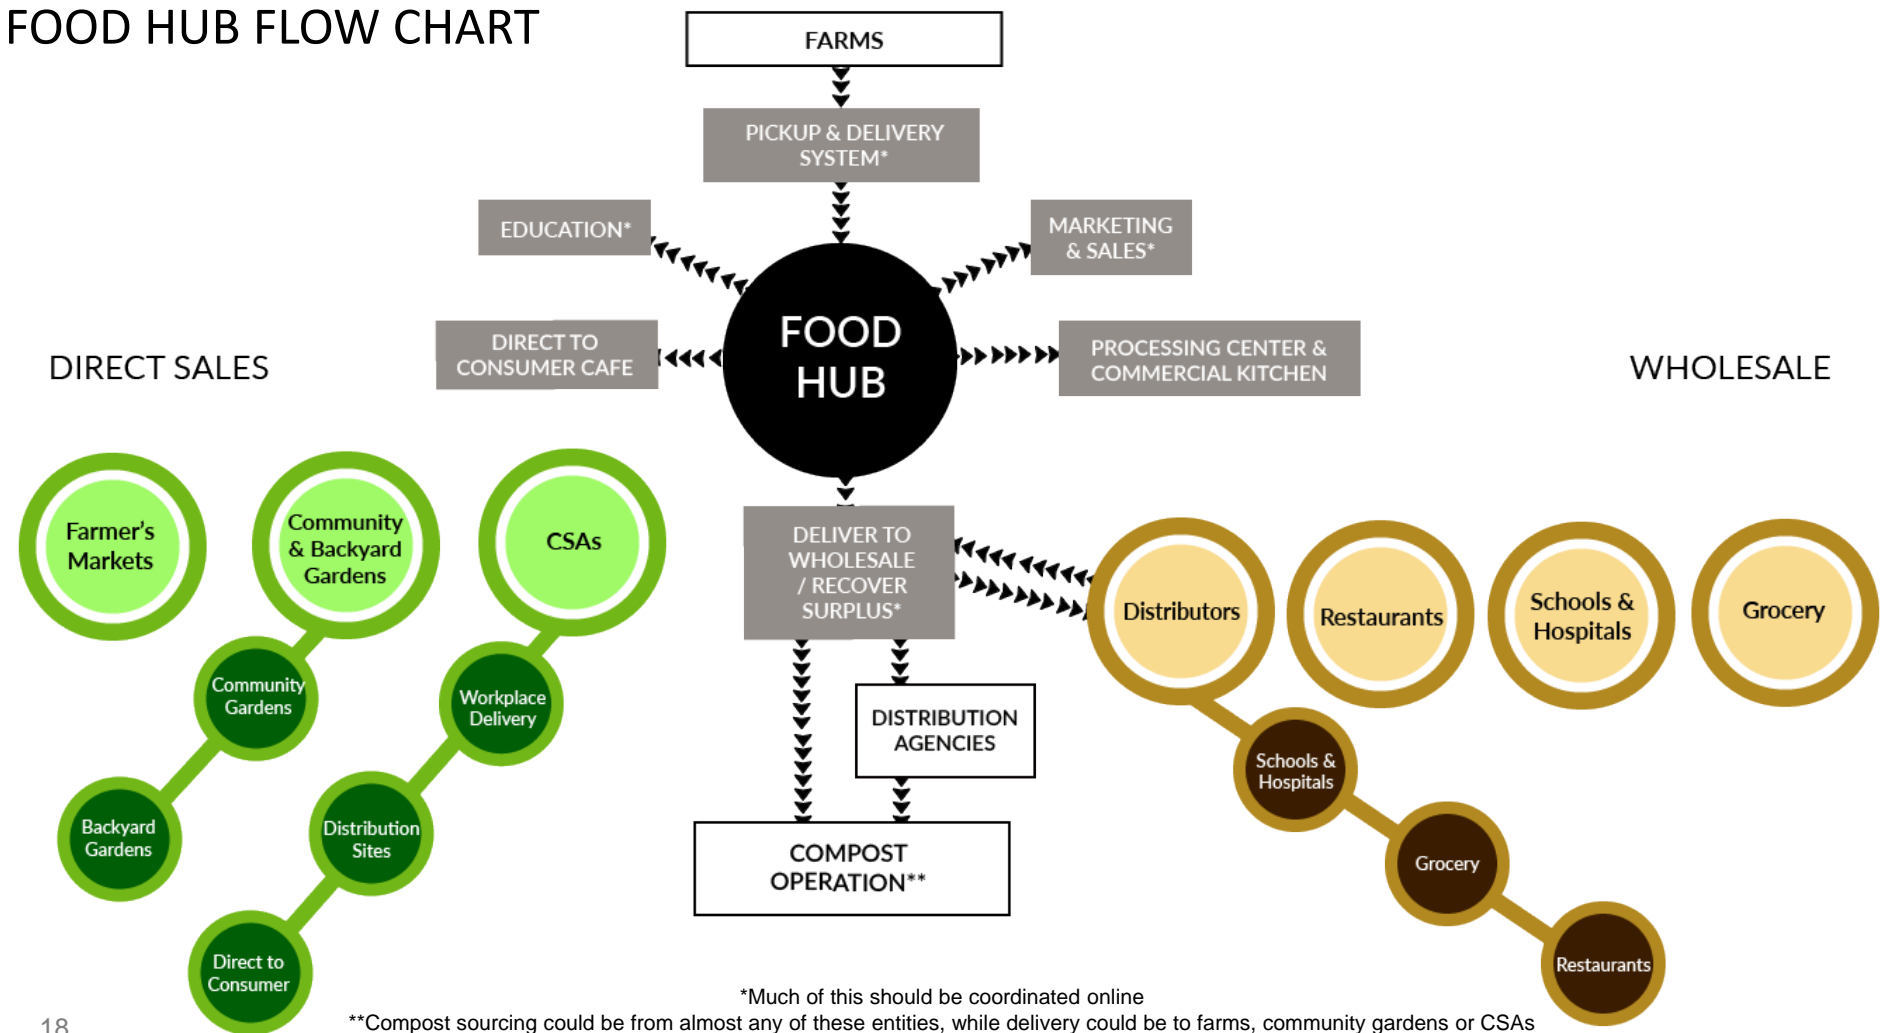 FOOD HUB FLOW CHART
FARMS
PICKUP & DELIVERY
SYSTEM*
EDUCATION*
MARKETING
& SALES*
FOOD
HUB
DIRECT TO
CONSUMER CAFE
PROCESSING CENTER &
COMMERCIAL KITCHEN
DIRECT SALES
WHOLESALE
Farmer's
Markets
Community
& Backyard
Gardens
CSAs
DELIVER TO
WHOLESALE
/ RECOVER
SURPLUS*
Distributors
Restaurants
Schools &
Hospitals
Grocery
Community
Gardens
Workplace
Delivery
DISTRIBUTION
AGENCIES
Schools &
Hospitals
Backyard
Gardens
Distribution
Sites
COMPOST
OPERATION**
Grocery
Direct to
Consumer
Restaurants
*Much of this should be coordinated online
**Compost sourcing could be from almost any of these entities, while delivery could be to farms, community gardens or CSAs
18